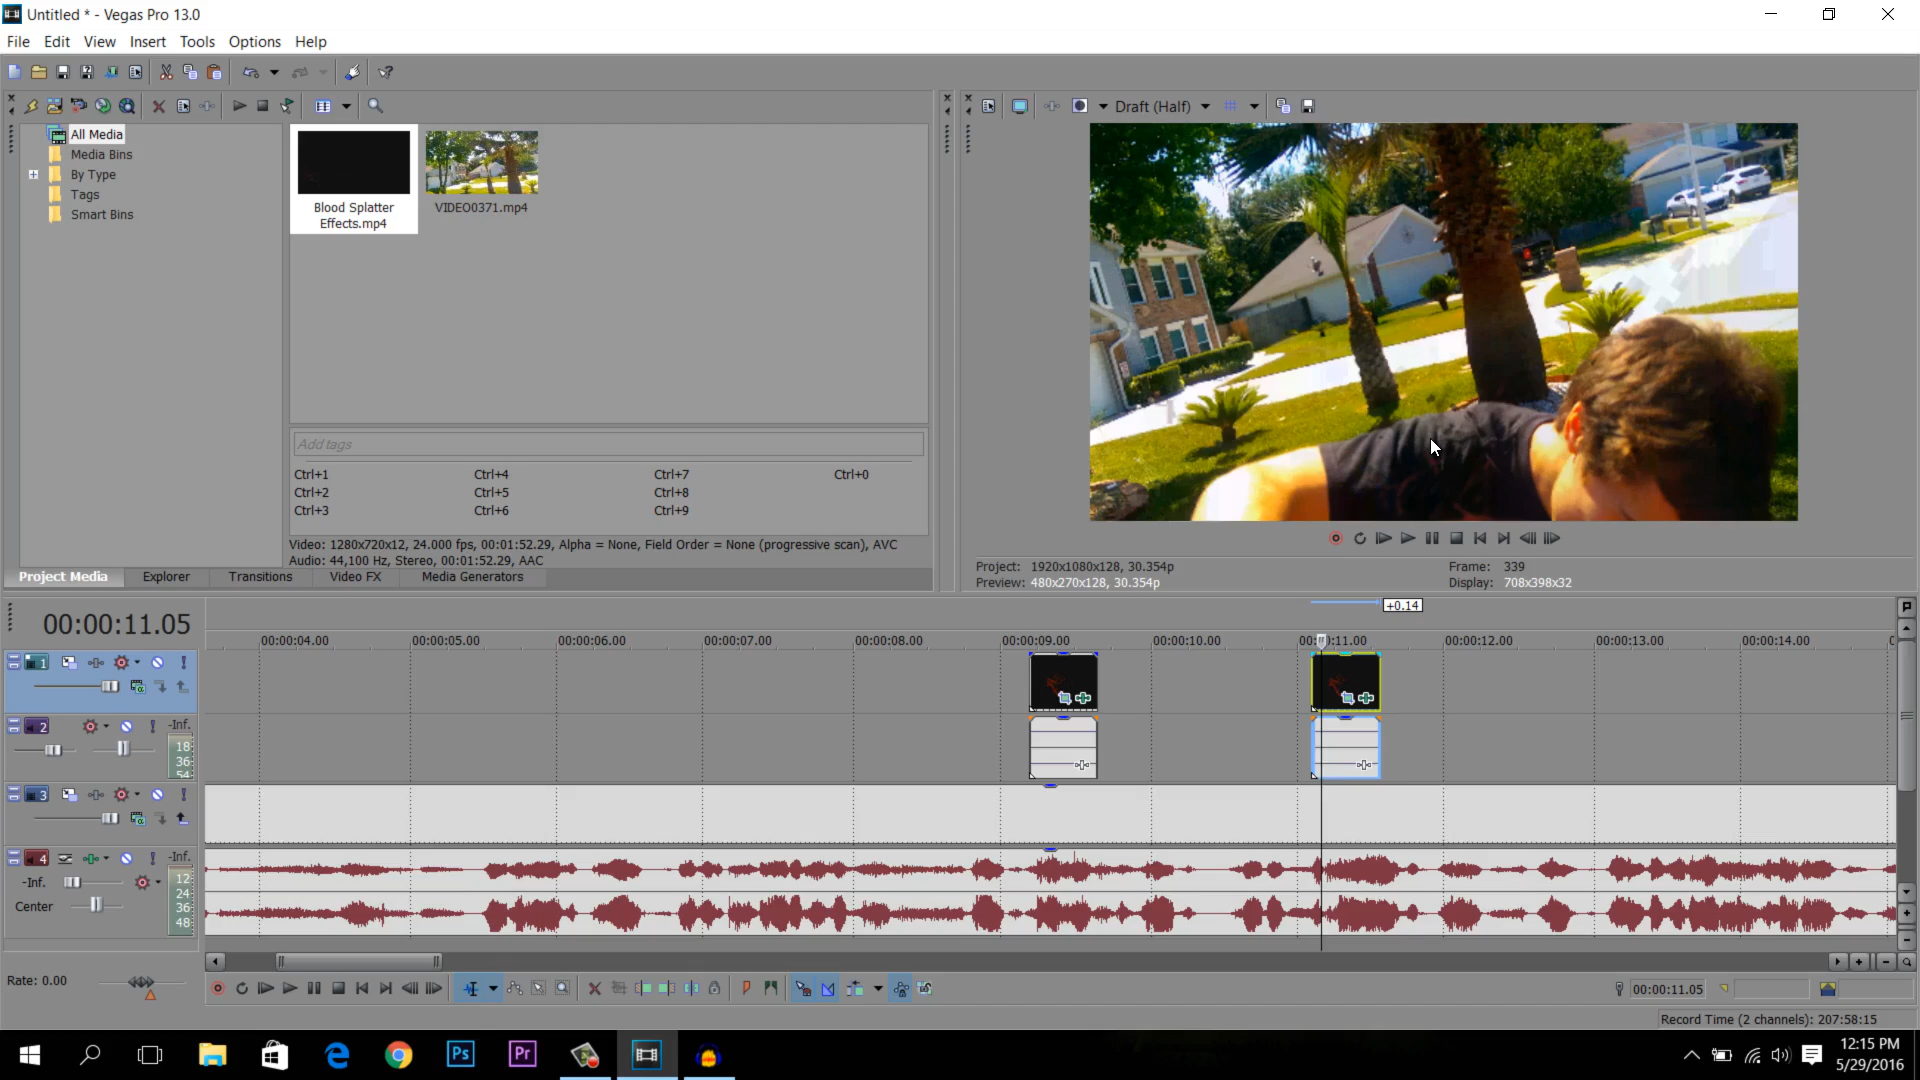 Untitled * - Vegas Pro 13.0
File Edit View Insert Tools Options Help
Draft (Half)
All Media
Media Bins
By Type
Tags
Smart Bins
Blood Splatter
Effects.mp4
VIDEO0371.mp4
Add tags
Ctrl+1 Ctrl+4 Ctrl+7 Ctrl+0
Ctrl+2 Ctrl+5 Ctrl+8
Ctrl+3 Ctrl+6 Ctrl+9
Video: 1280x720x12, 24.000 fps, 00:01:52.29, Alpha = None, Field Order = None (progressive scan), AVC
Audio: 44,100 Hz, Stereo, 00:01:52.29, AAC
Project Media Explorer Transitions Video FX Media Generators
Project: 1920x1080x128, 30.354p Frame: 339
Preview: 480x270x128, 30.354p Display: 708x398x32
00:00:11.05
+0.14
00:00:04.00 00:00:05.00 00:00:06.00 00:00:07.00 00:00:08.00 00:00:09.00 00:00:10.00 00:00:11.00 00:00:12.00 00:00:13.00 00:00:14.00
1
2 -Inf.
18
36
54
3
4 -Inf.
-Inf. 12
24
Center 36
48
Rate: 0.00
00:00:11.05
Record Time (2 channels): 207:58:15
Ps Pr
12:15 PM
5/29/2016